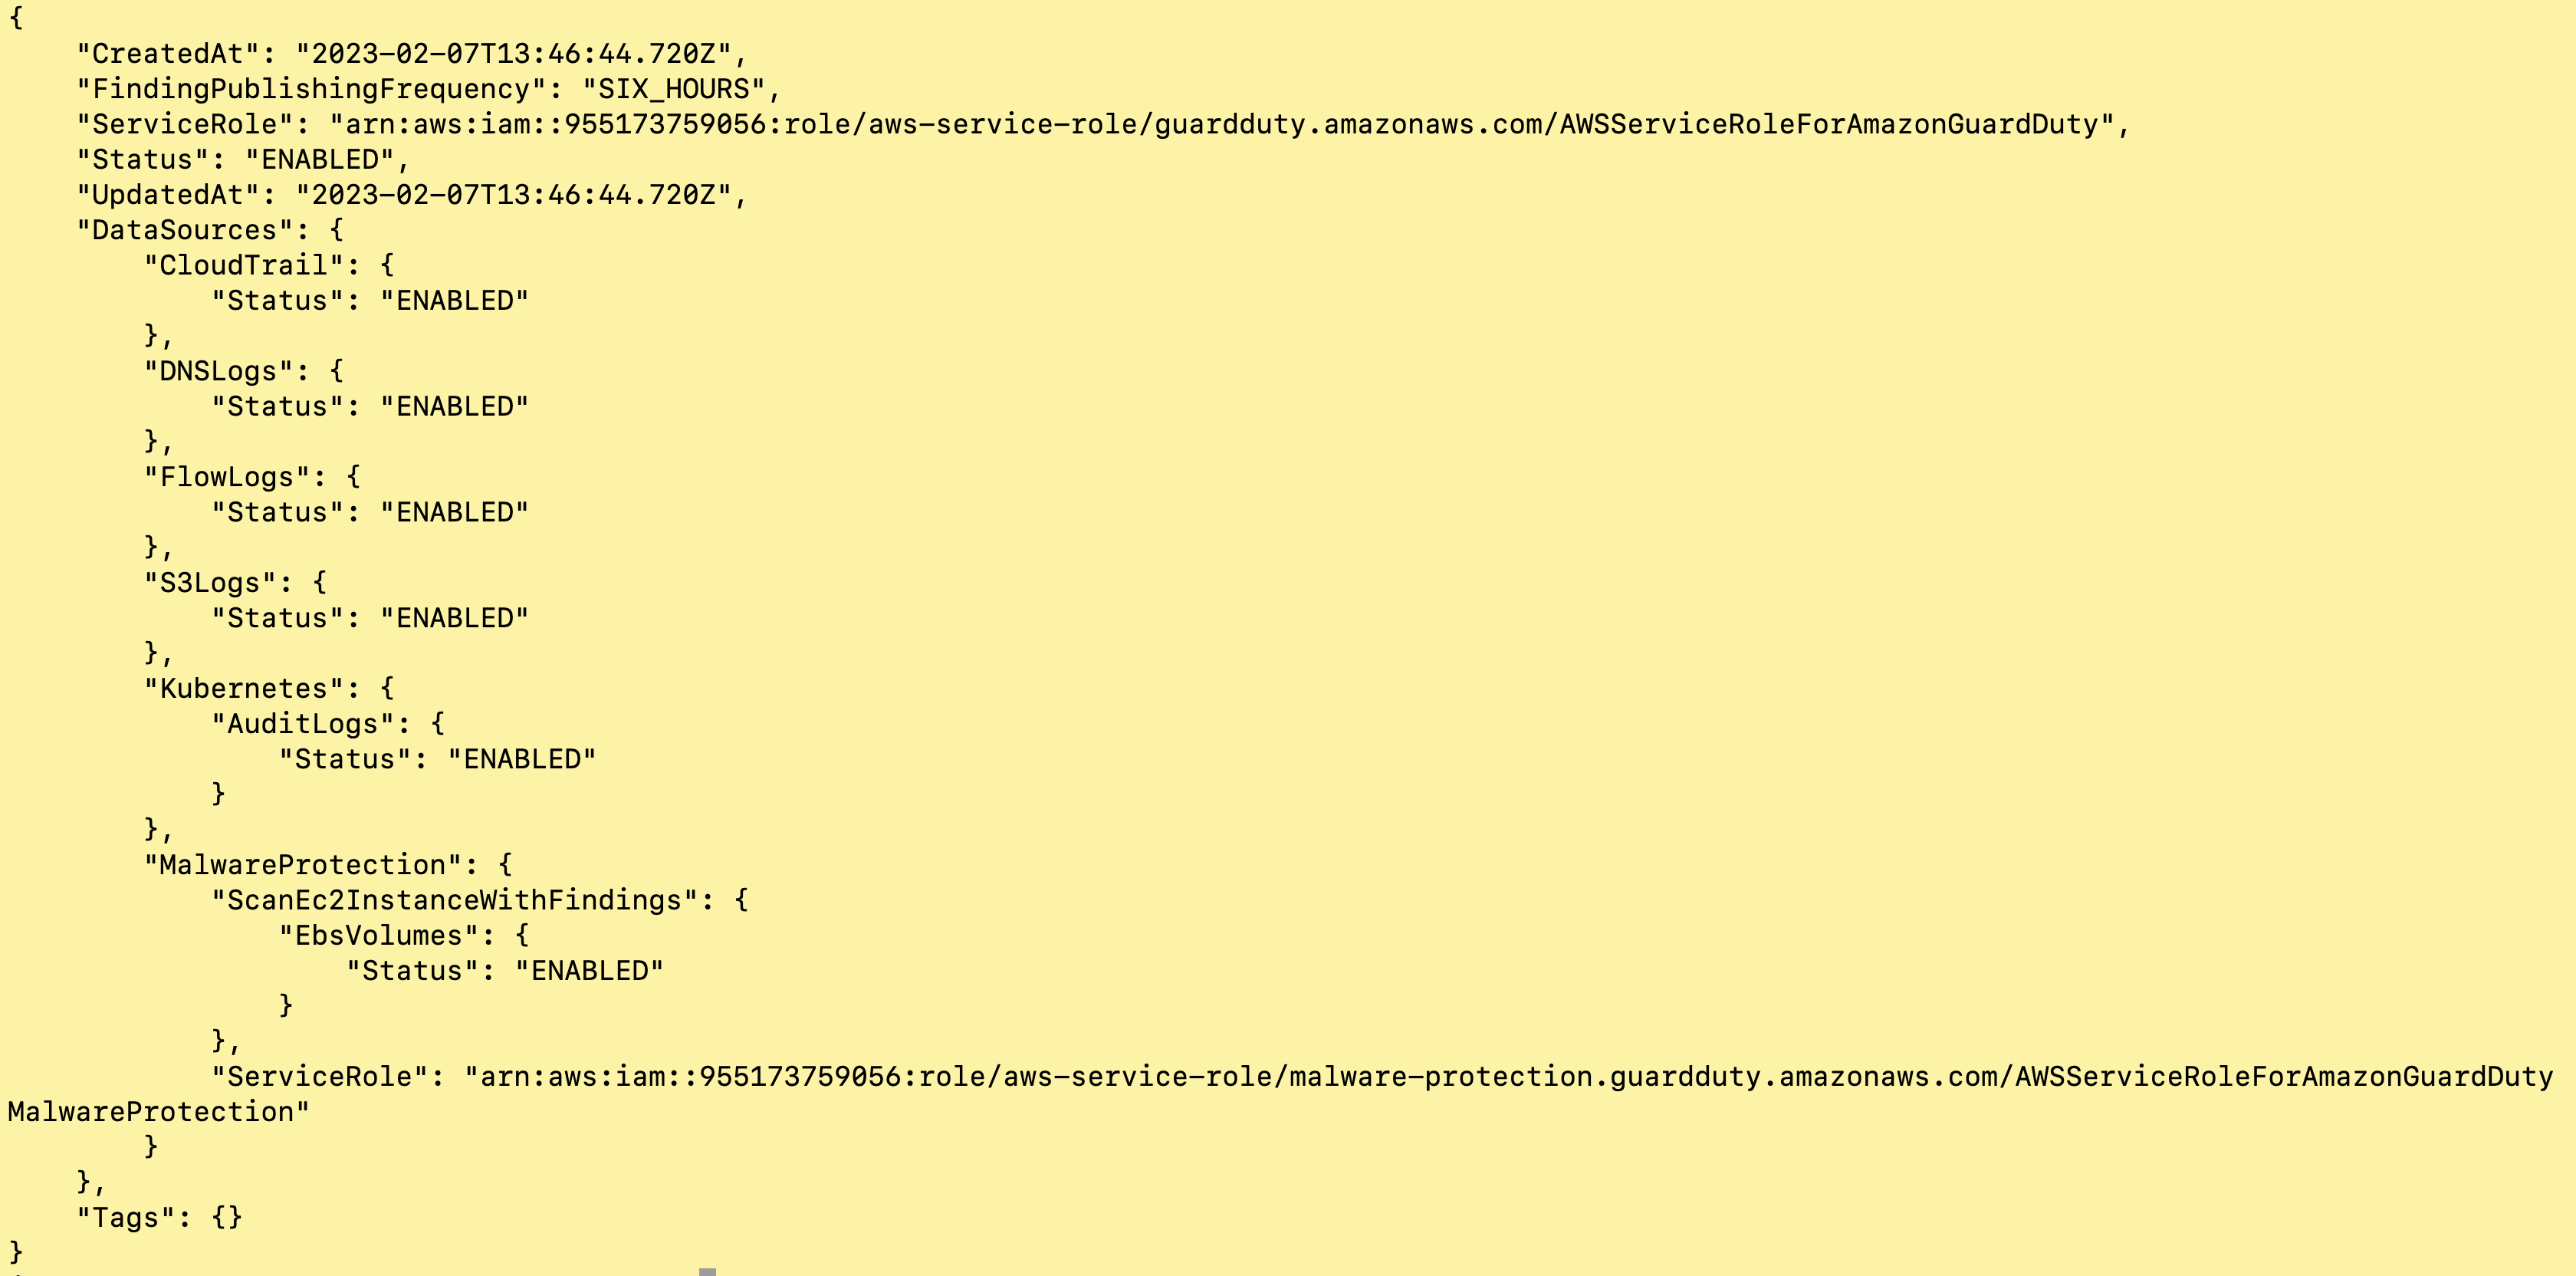 {
    "CreatedAt": "2023-02-07T13:46:44.720Z",
    "FindingPublishingFrequency": "SIX_HOURS",
    "ServiceRole": "arn:aws:iam::955173759056:role/aws-service-role/guardduty.amazonaws.com/AWSServiceRoleForAmazonGuardDuty",
    "Status": "ENABLED",
    "UpdatedAt": "2023-02-07T13:46:44.720Z",
    "DataSources": {
        "CloudTrail": {
            "Status": "ENABLED"
        },
        "DNSLogs": {
            "Status": "ENABLED"
        },
        "FlowLogs": {
            "Status": "ENABLED"
        },
        "S3Logs": {
            "Status": "ENABLED"
        },
        "Kubernetes": {
            "AuditLogs": {
                "Status": "ENABLED"
            }
        },
        "MalwareProtection": {
            "ScanEc2InstanceWithFindings": {
                "EbsVolumes": {
                    "Status": "ENABLED"
                }
            },
            "ServiceRole": "arn:aws:iam::955173759056:role/aws-service-role/malware-protection.guardduty.amazonaws.com/AWSServiceRoleForAmazonGuardDuty
MalwareProtection"
        }
    },
    "Tags": {}
}